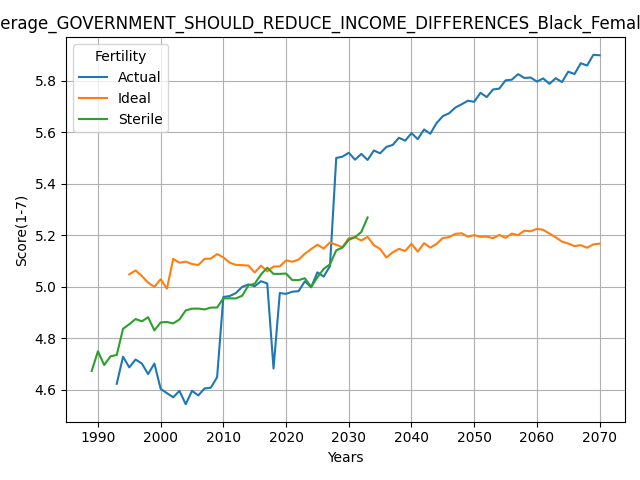 erage_GOVERNMENT_SHOULD_REDUCE_INCOME_DIFFERENCES_Black_Femal
Fertility
Actual
Ideal
Sterile
Score(1-7)
5.8
5.6
5.4
5.2
5.0
4.8
4.6
1990 2000 2010 2020 2030 2040 2050 2060 2070
Years